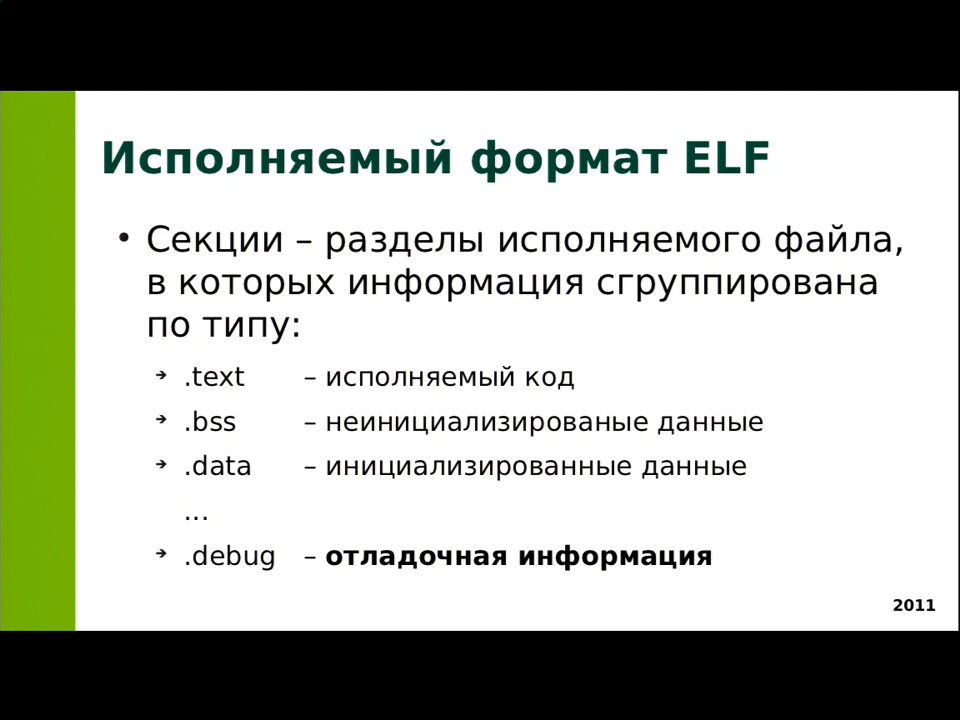 Исполняемый формат ELF
• Секции – разделы исполняемого файла,
в которых информация сгруппирована
по типу:
➔ .text – исполняемый код
➔ .bss – неинициализированые данные
➔ .data – инициализированные данные
...
➔ .debug – отладочная информация
2011